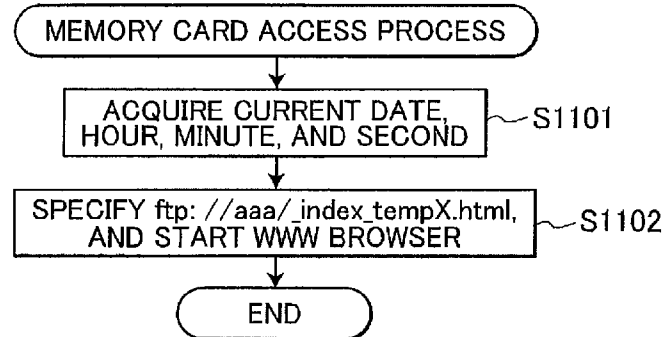 MEMORY CARD ACCESS PROCESS
ACQUIRE CURRENT DATE,
HOUR, MINUTE, AND SECOND
S1101
SPECIFY ftp: //aaa/_index_tempX.html,
AND START WWW BROWSER
S1102
END